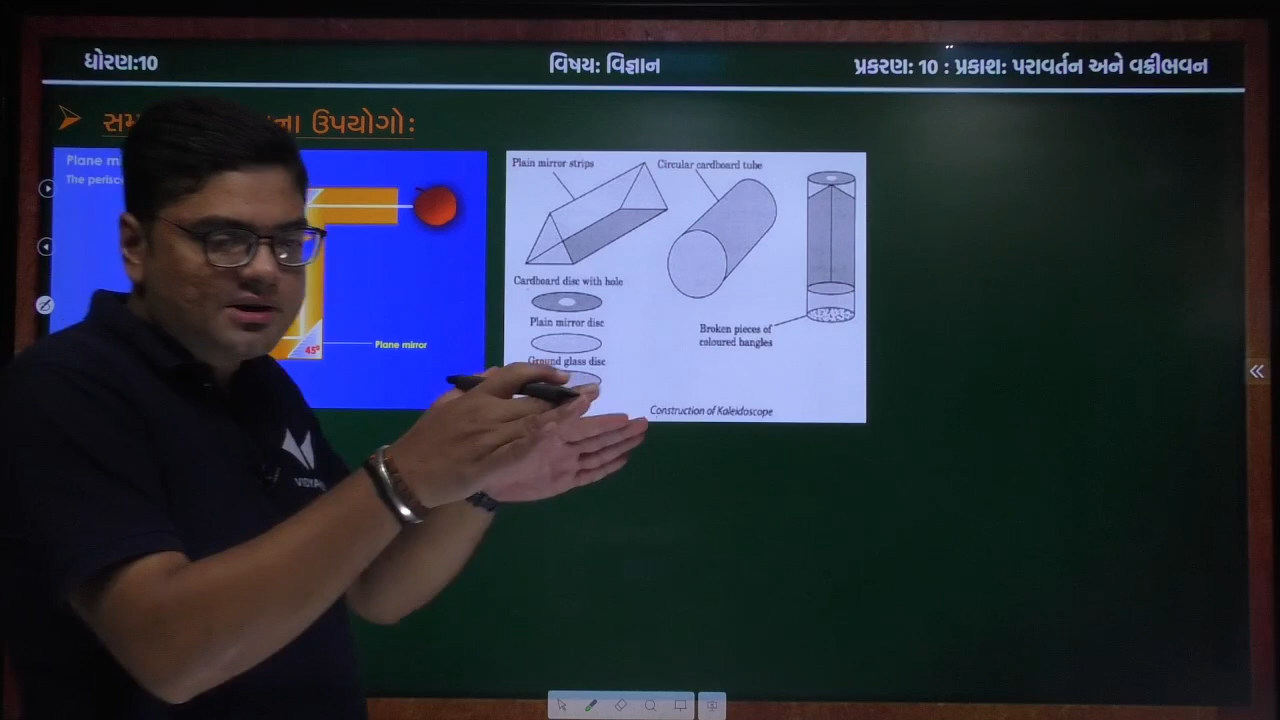 ધોરણ:10
વિષય: વિજ્ઞાન
પ્રકરણ: 10 : પ્રકાશ: પરાવર્તન અને વક્રીભવન
ઉપયોગો:
Plane
The
45°
Plane mirror
Plain mirror strips
Circular cardboard tube
Cardboard disc with hole
Plain mirror disc
Ground glass disc
Broken pieces of
coloured bangles
Construction of Kaleidoscope